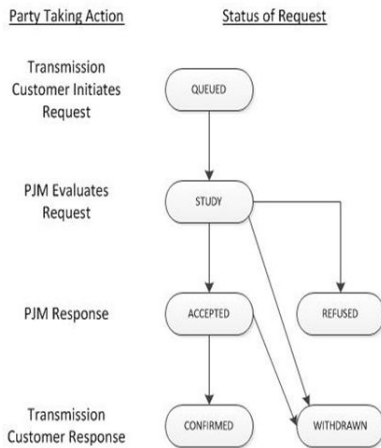 Party Taking Action
Status of Request
Transmission
Customer Initiates
Request
QUEUED
PJM Evaluates
Request
STUDY
PJM Response
ACCEPTED
REFUSED
Transmission
Customer Response
CONFIRMED
WITHDRAWN